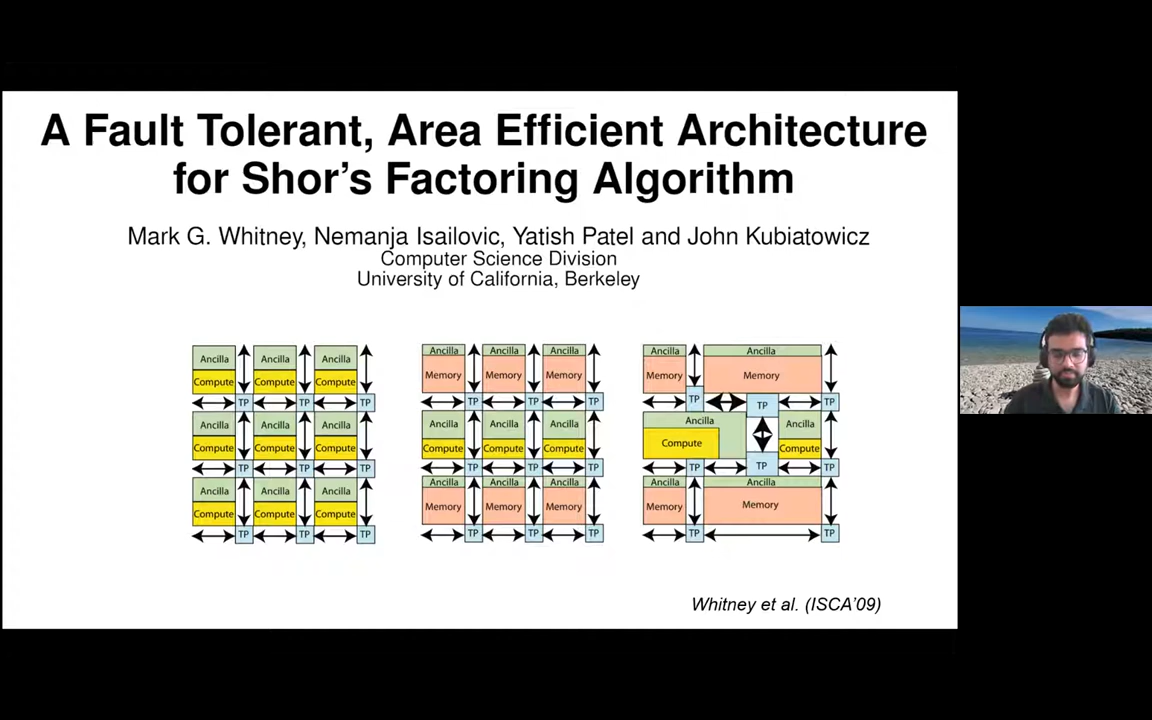 A Fault Tolerant, Area Efficient Architecture
for Shor's Factoring Algorithm
Mark G. Whitney, Nemanja Isailovic, Yatish Patel and John Kubiatowicz
Computer Science Division
University of California, Berkeley
Ancilla Ancilla Ancilla
Compute Compute Compute
TP TP TP
Ancilla Ancilla Ancilla
Compute Compute Compute
TP TP TP
Ancilla Ancilla Ancilla
Compute Compute Compute
TP TP TP
Ancilla Ancilla Ancilla
Memory Memory Memory
TP TP TP
Ancilla Ancilla Ancilla
Compute Compute Compute
TP TP TP
Ancilla Ancilla Ancilla
Memory Memory Memory
TP TP TP
Ancilla Ancilla
Memory Memory
TP TP TP
Ancilla Ancilla
Compute Compute
TP TP TP
Ancilla Ancilla
Memory Memory
TP TP
Whitney et al. (ISCA'09)